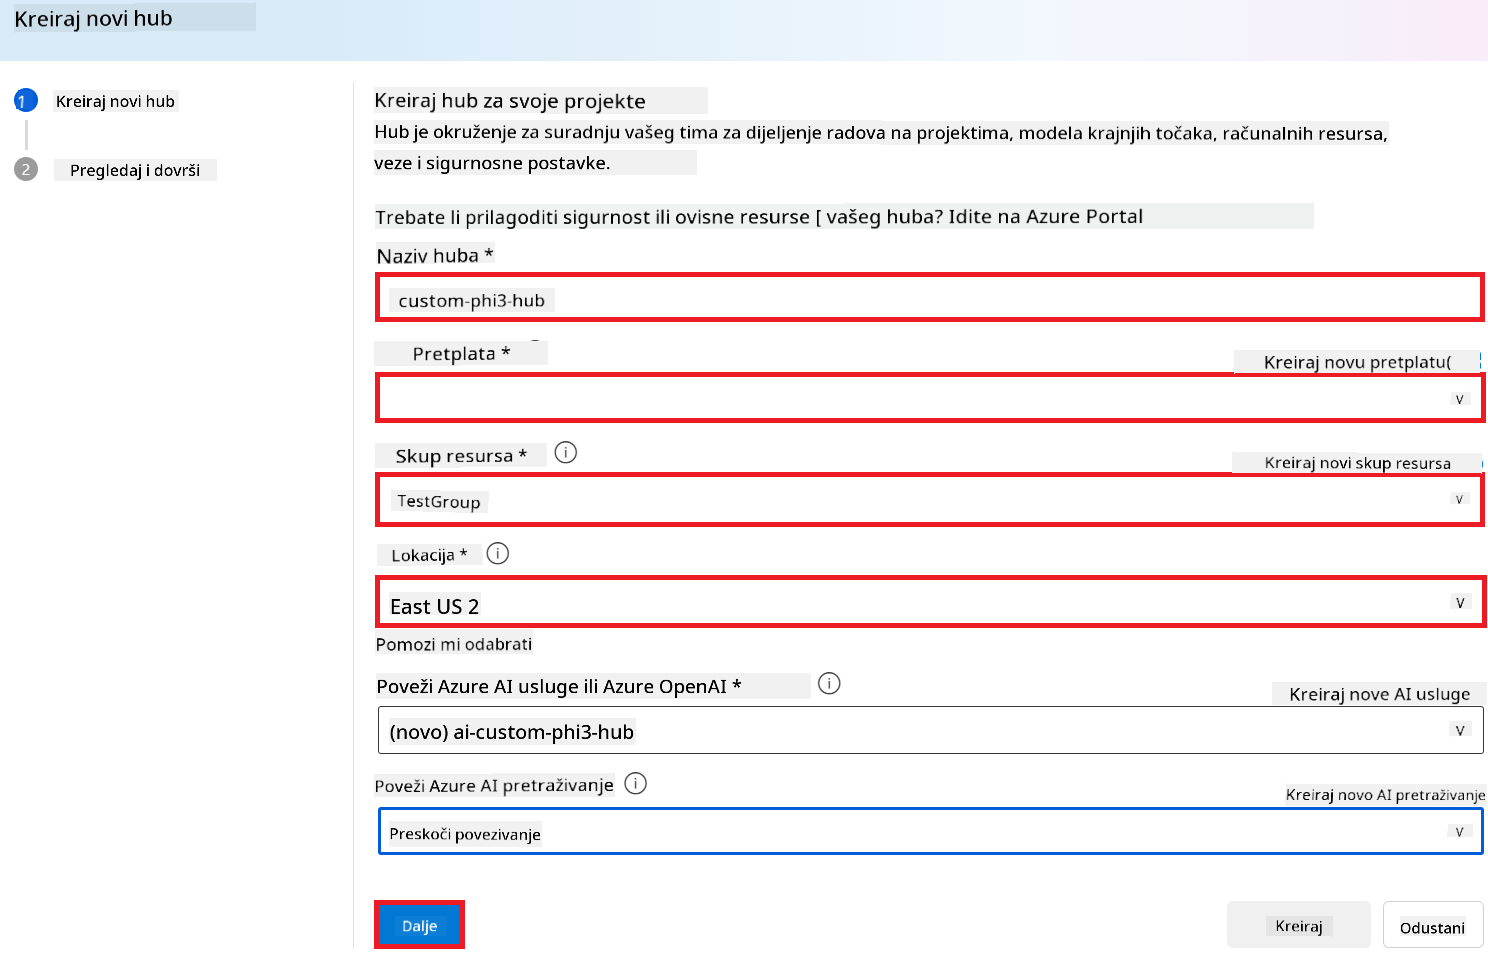 Kreiraj novi hub
1 Kreiraj novi hub
2 Pregledaj i dovrši
Kreiraj hub za svoje projekte
Hub je okruženje za suradnju vašeg tima za dijeljenje radova na projektima, modela krajnjih točaka, računalnih resursa,
veze i sigurnosne postavke.
Trebate li prilagoditi sigurnost ili ovisne resurse [ vašeg huba? Idite na Azure Portal
Naziv huba *
custom-phi3-hub
Pretplata *
Kreiraj novu pretplatu(
v
Skup resursa * i
Kreiraj novi skup resursa
TestGroup v
Lokacija * i
East US 2 v
Pomozi mi odabrati
Poveži Azure AI usluge ili Azure OpenAI * i
Kreiraj nove AI usluge
(novo) ai-custom-phi3-hub v
Poveži Azure AI pretraživanje i
Kreiraj novo AI pretraživanje
Preskoči povezivanje v
Dalje
Kreiraj
Odustani